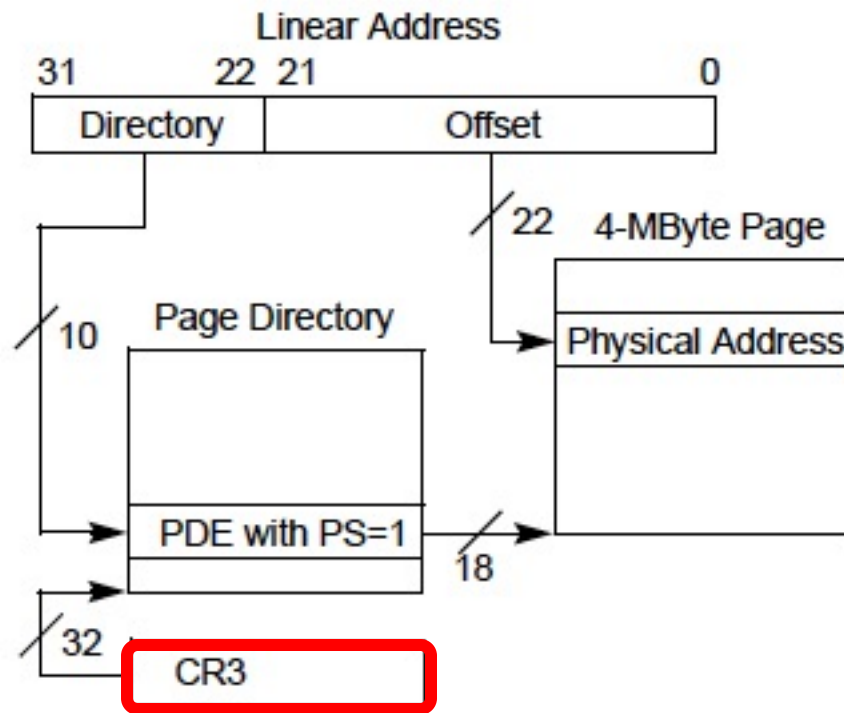 Linear Address
31 22 21 0
Directory Offset
22 4-MByte Page
10 Page Directory Physical Address
PDE with PS=1
18
32
CR3